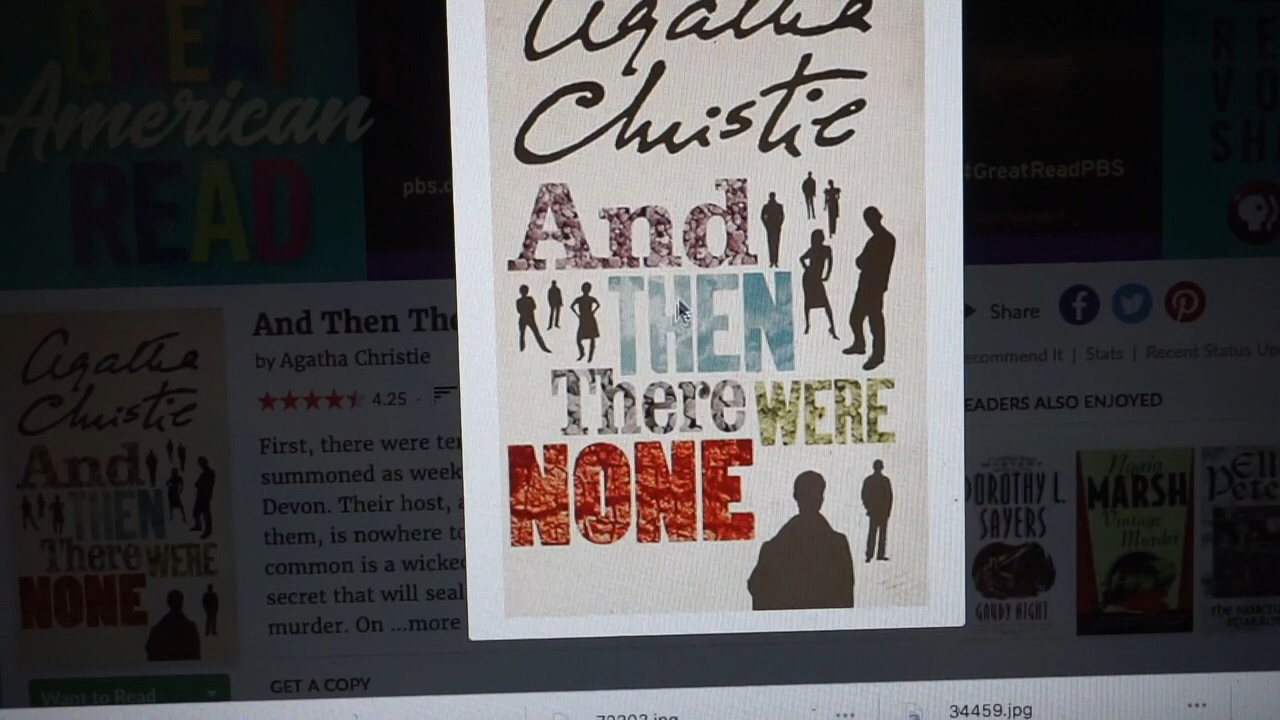 GREAT
American
READ
pbs.
#GreatReadPBS
Agatha
Christie
And
THEN
There WERE
NONE
And Then The
by Agatha Christie
4.25
First, there were te
summoned as week
Devon. Their host,
them, is nowhere to
common is a wicke
secret that will seal
murder. On ...more
Want to Read
GET A COPY
Agatha
Christie
And
THEN
There WERE
NONE
Share
ecommend It | Stats | Recent Status Up
EADERS ALSO ENJOYED
DOROTHY L.
SAYERS
GAUDY NIGHT
Ngaio
MARSH
Vintage
Murder
34459.jpg